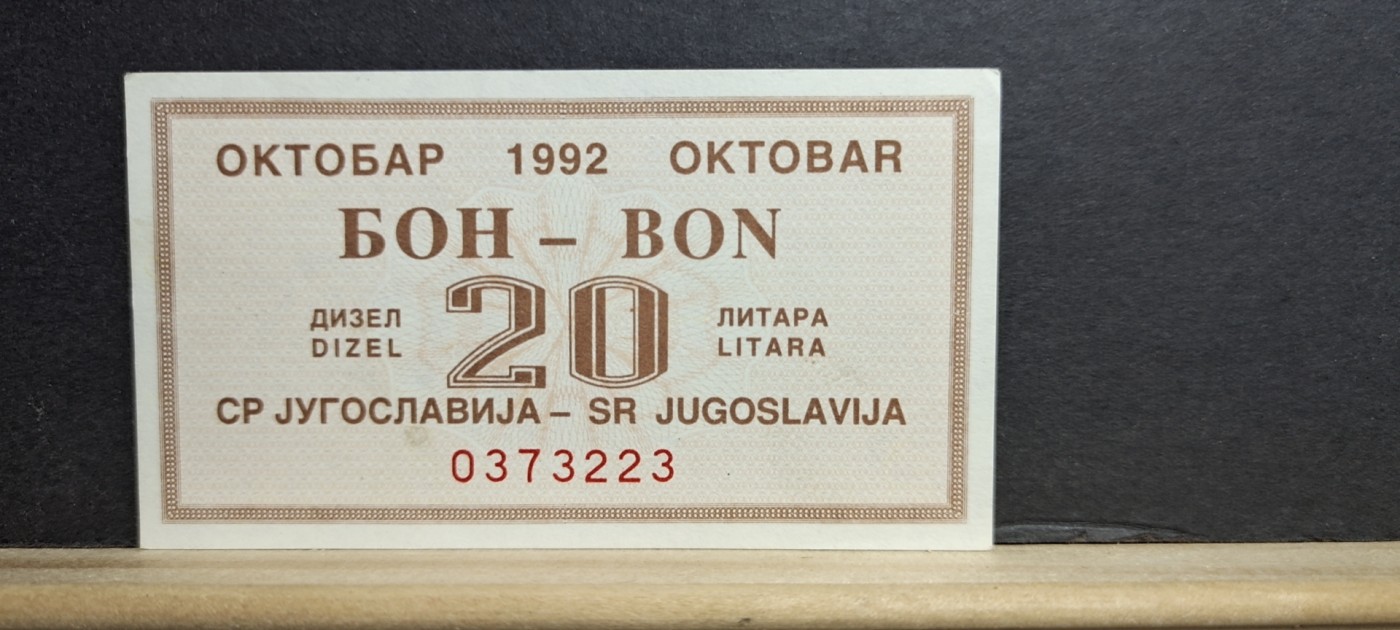 ОКТОБАР 1992 OKTOBAR
БОН – BON
ДИЗЕЛ 20 ЛИТАРА
DIZEL LITARA
СР ЈУГОСЛАВИЈА – SR JUGOSLAVIJA
0373223